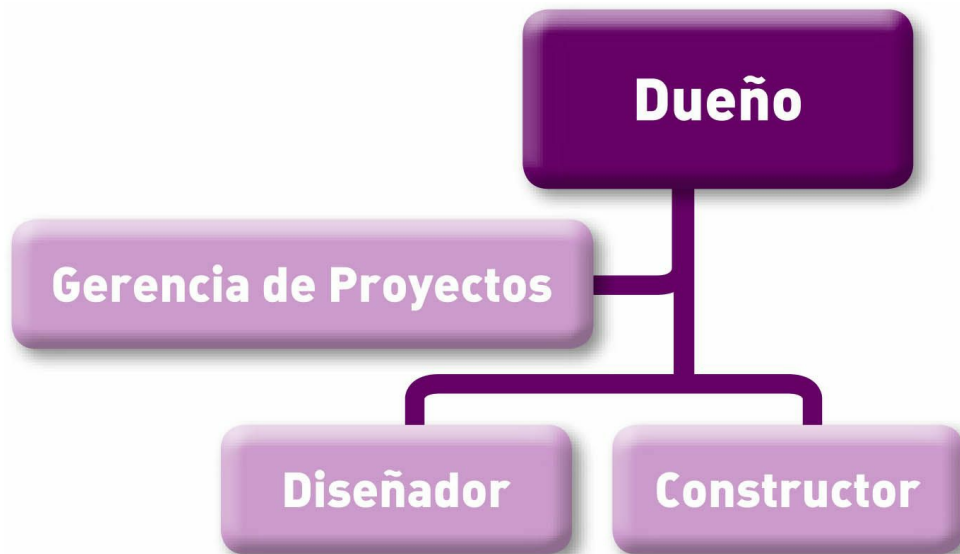 Dueño
Gerencia de Proyectos
Diseñador
Constructor